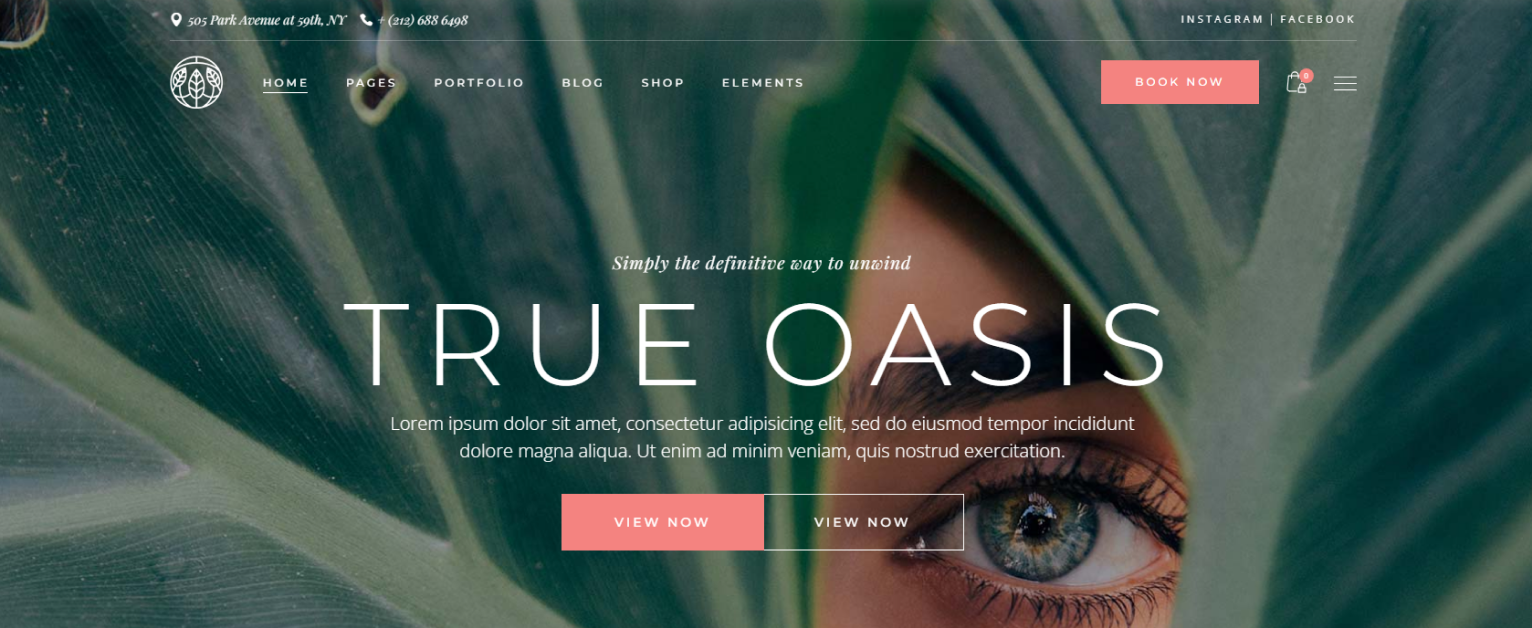 505 Park Avenue at 59th, NY + (212) 688 6498
INSTAGRAM | FACEBOOK
HOME PAGES PORTFOLIO BLOG SHOP ELEMENTS
BOOK NOW
0
Simply the definitive way to unwind
TRUE OASIS
Lorem ipsum dolor sit amet, consectetur adipisicing elit, sed do eiusmod tempor incididunt
dolore magna aliqua. Ut enim ad minim veniam, quis nostrud exercitation.
VIEW NOW VIEW NOW